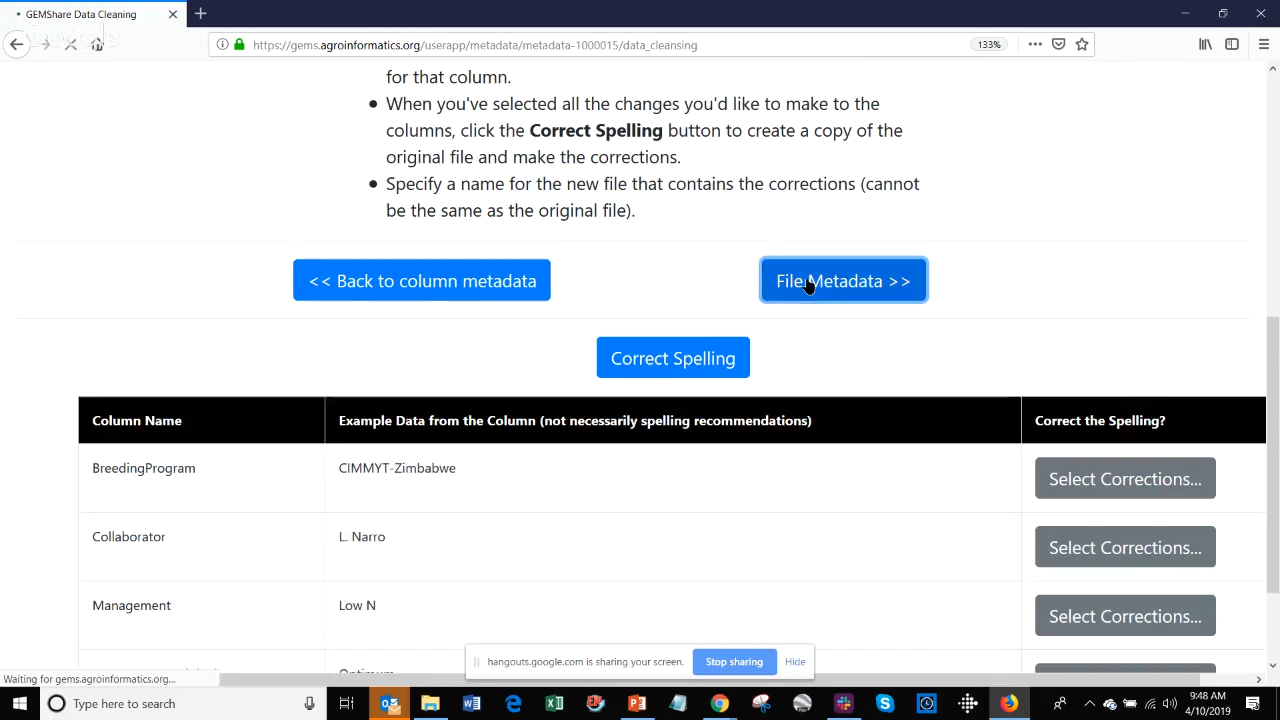 GEMShare Data Cleaning
https://gems.agroinformatics.org/userapp/metadata/metadata-1000015/data_cleansing
133%
for that column.
When you've selected all the changes you'd like to make to the
columns, click the Correct Spelling button to create a copy of the
original file and make the corrections.
Specify a name for the new file that contains the corrections (cannot
be the same as the original file).
<< Back to column metadata
File Metadata >>
Correct Spelling
Column Name
Example Data from the Column (not necessarily spelling recommendations)
Correct the Spelling?
BreedingProgram
CIMMYT-Zimbabwe
Select Corrections...
Collaborator
L. Narro
Select Corrections...
Management
Low N
Select Corrections...
hangouts.google.com is sharing your screen.
Stop sharing
Hide
Waiting for gems.agroinformatics.org...
Type here to search
9:48 AM
4/10/2019